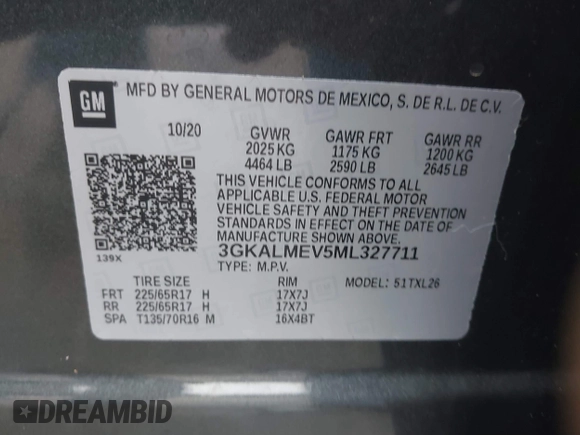 GM
MFD BY GENERAL MOTORS DE MEXICO, S. DE R.L. DE C.V.
10/20 GVWR GAWR FRT GAWR RR
2025 KG 1175 KG 1200 KG
4464 LB 2590 LB 2645 LB
THIS VEHICLE CONFORMS TO ALL
APPLICABLE U.S. FEDERAL MOTOR
VEHICLE SAFETY AND THEFT PREVENTION
STANDARDS IN EFFECT ON THE DATE OF
MANUFACTURE SHOWN ABOVE.
139X
3GKALMEV5ML327711
TYPE: M.P.V. MODEL: 51TXL26
TIRE SIZE RIM
FRT 225/65R17 H 17X7J
RR 225/65R17 H 17X7J
SPA T135/70R16 M 16X4BT
DREAMBID